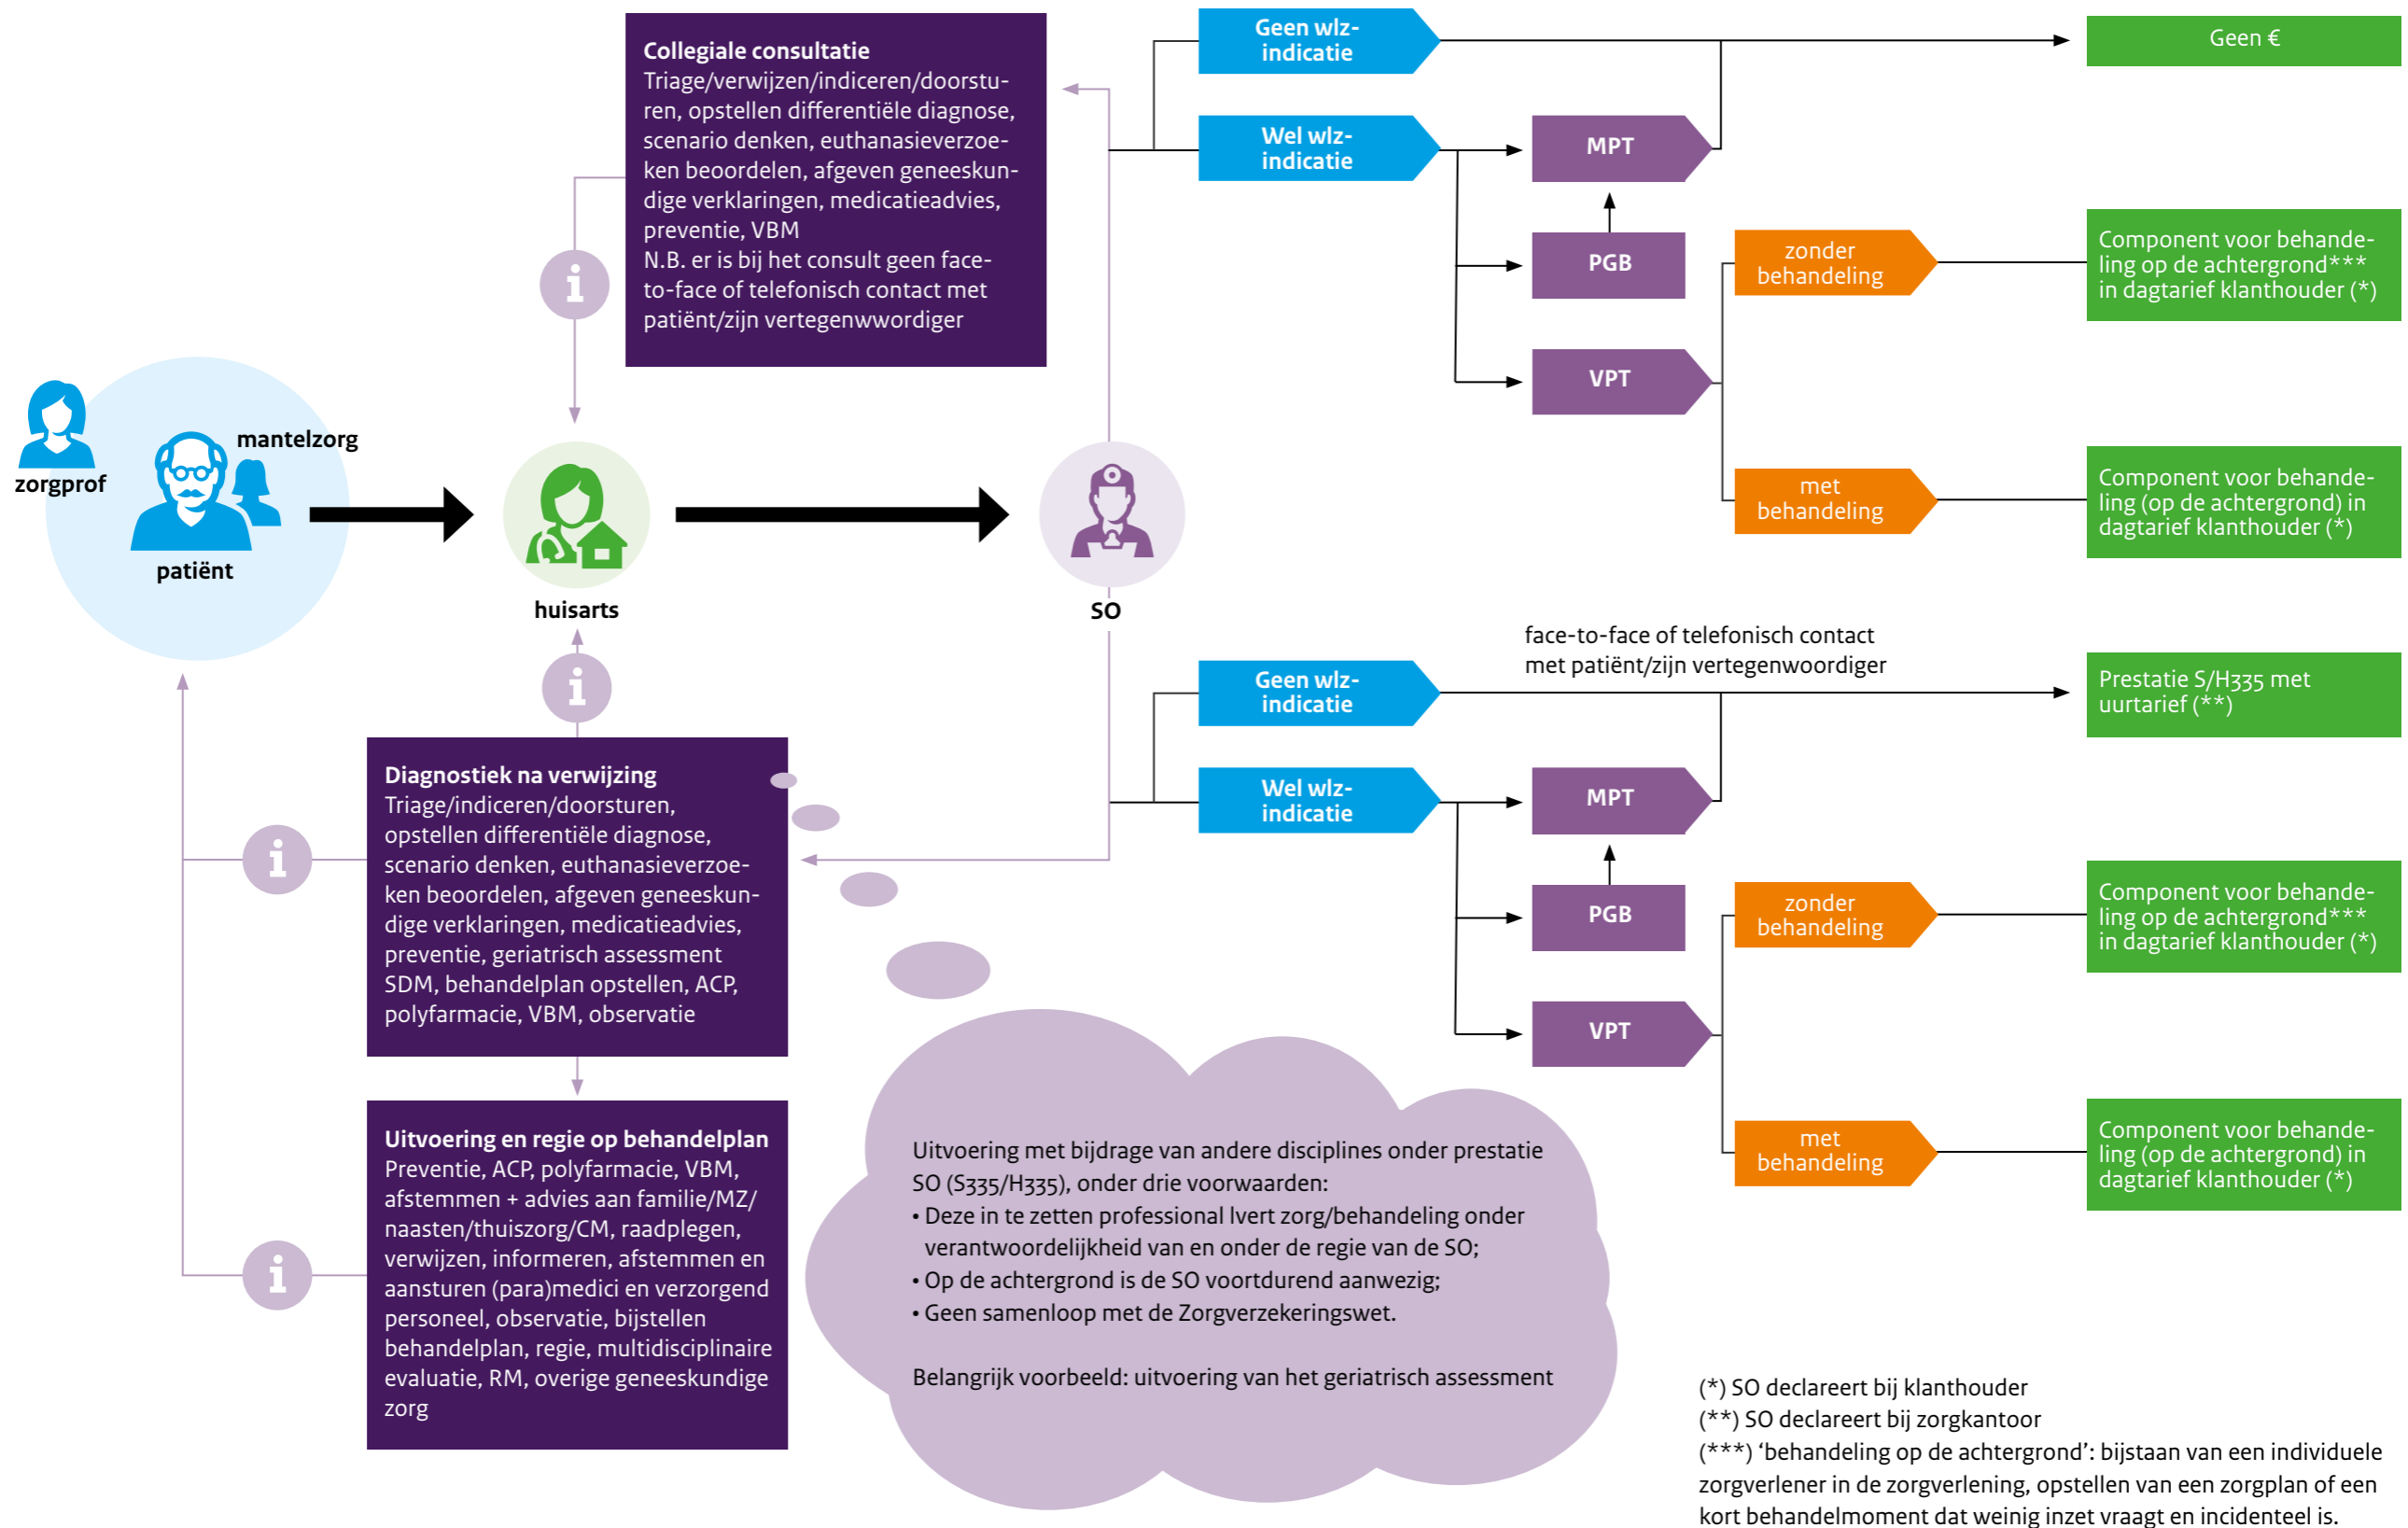 Collegiale consultatie
Triage/verwijzen/indiceren/doorstu-
ren, opstellen differentiële diagnose,
scenario denken, euthanasieverzoe-
ken beoordelen, afgeven geneeskun-
dige verklaringen, medicatieadvies,
preventie, VBM
N.B. er is bij het consult geen face-
to-face of telefonisch contact met
patiënt/zijn vertegenwwordiger
Geen wlz-
indicatie
Geen €
Wel wlz-
indicatie
MPT
PGB
VPT
zonder
behandeling
Component voor behande-
ling op de achtergrond***
in dagtarief klanthouder (*)
met
behandeling
Component voor behande-
ling (op de achtergrond) in
dagtarief klanthouder (*)
zorgprof
mantelzorg
patiënt
huisarts
SO
face-to-face of telefonisch contact
met patiënt/zijn vertegenwoordiger
Geen wlz-
indicatie
Prestatie S/H335 met
uurtarief (**)
Wel wlz-
indicatie
MPT
PGB
VPT
zonder
behandeling
Component voor behande-
ling op de achtergrond***
in dagtarief klanthouder (*)
met
behandeling
Component voor behande-
ling (op de achtergrond) in
dagtarief klanthouder (*)
i
i
i
i
Diagnostiek na verwijzing
Triage/indiceren/doorsturen,
opstellen differentiële diagnose,
scenario denken, euthanasieverzoe-
ken beoordelen, afgeven geneeskun-
dige verklaringen, medicatieadvies,
preventie, geriatrisch assessment
SDM, behandelplan opstellen, ACP,
polyfarmacie, VBM, observatie
Uitvoering en regie op behandelplan
Preventie, ACP, polyfarmacie, VBM,
afstemmen + advies aan familie/MZ/
naasten/thuiszorg/CM, raadplegen,
verwijzen, informeren, afstemmen en
aansturen (para)medici en verzorgend
personeel, observatie, bijstellen
behandelplan, regie, multidisciplinaire
evaluatie, RM, overige geneeskundige
zorg
Uitvoering met bijdrage van andere disciplines onder prestatie
SO (S335/H335), onder drie voorwaarden:
• Deze in te zetten professional lvert zorg/behandeling onder
verantwoordelijkheid van en onder de regie van de SO;
• Op de achtergrond is de SO voortdurend aanwezig;
• Geen samenloop met de Zorgverzekeringswet.
Belangrijk voorbeeld: uitvoering van het geriatrisch assessment
(*) SO declareert bij klanthouder
(**) SO declareert bij zorgkantoor
(***) ‘behandeling op de achtergrond’: bijstaan van een individuele
zorgverlener in de zorgverlening, opstellen van een zorgplan of een
kort behandelmoment dat weinig inzet vraagt en incidenteel is.